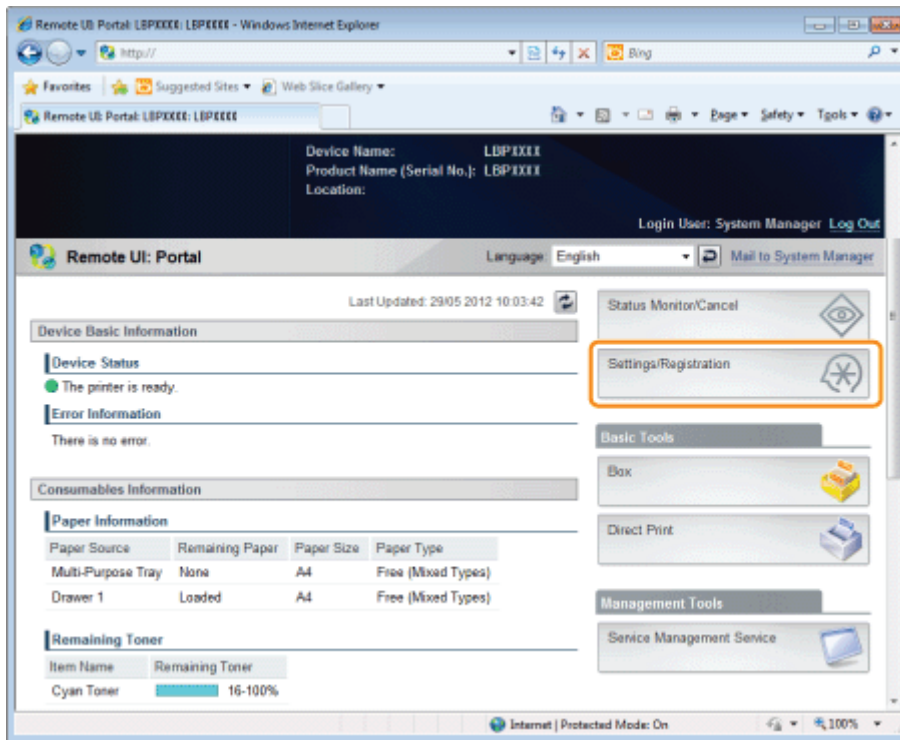 Remote UI: Portal: LBPXXXX: LBPXXXX - Windows Internet Explorer
http://
Bing
Favorites
Suggested Sites
Web Slice Gallery
Remote UI: Portal: LBPXXXX: LBPXXXX
Page
Safety
Tools
Device Name: LBPXXXX
Product Name (Serial No.): LBPXXXX
Location:
Login User: System Manager Log Out
Remote UI: Portal
Language: English
Mail to System Manager
Last Updated: 29/05 2012 10:03:42
Status Monitor/Cancel
Device Basic Information
Device Status
The printer is ready.
Settings/Registration
Error Information
There is no error.
Basic Tools
Box
Consumables Information
Paper Information
Direct Print
Paper Source Remaining Paper Paper Size Paper Type
Multi-Purpose Tray None A4 Free (Mixed Types)
Drawer 1 Loaded A4 Free (Mixed Types)
Management Tools
Remaining Toner
Service Management Service
Item Name Remaining Toner
Cyan Toner 16-100%
Internet | Protected Mode: On
100%